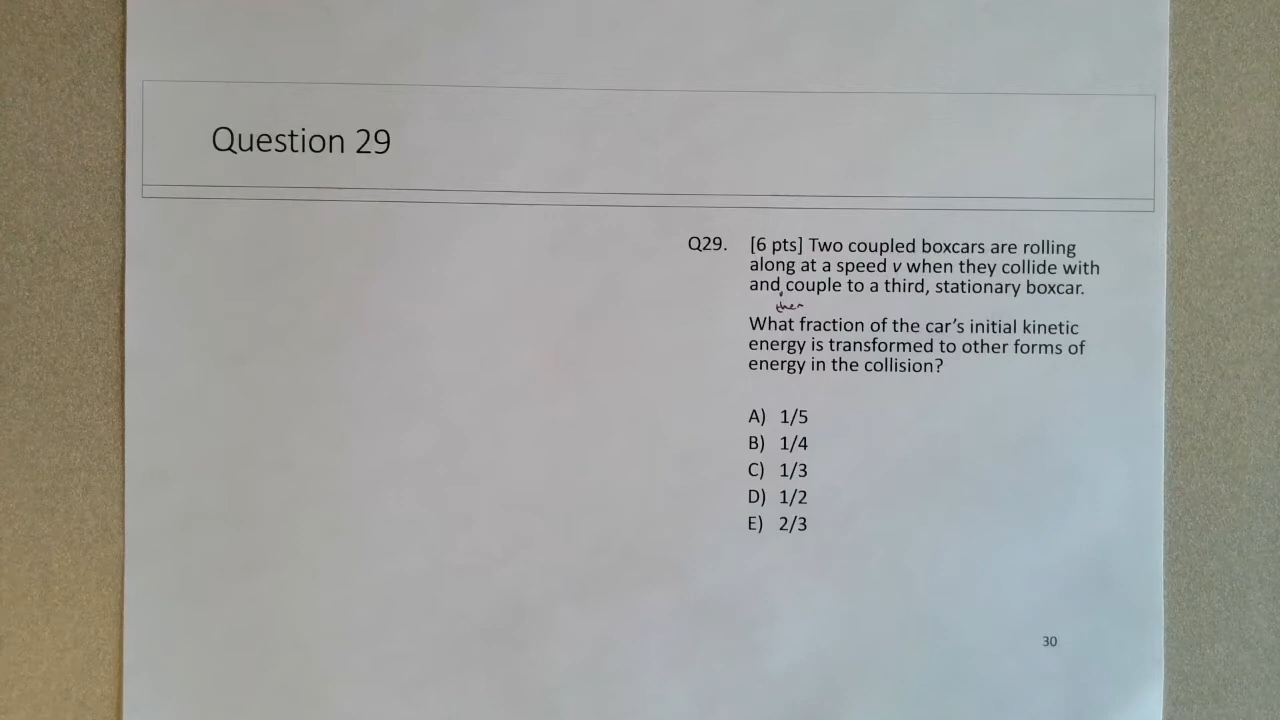 Question 29
Q29. [6 pts] Two coupled boxcars are rolling
along at a speed v when they collide with
and couple to a third, stationary boxcar.
then
What fraction of the car’s initial kinetic
energy is transformed to other forms of
energy in the collision?
A) 1/5
B) 1/4
C) 1/3
D) 1/2
E) 2/3
30